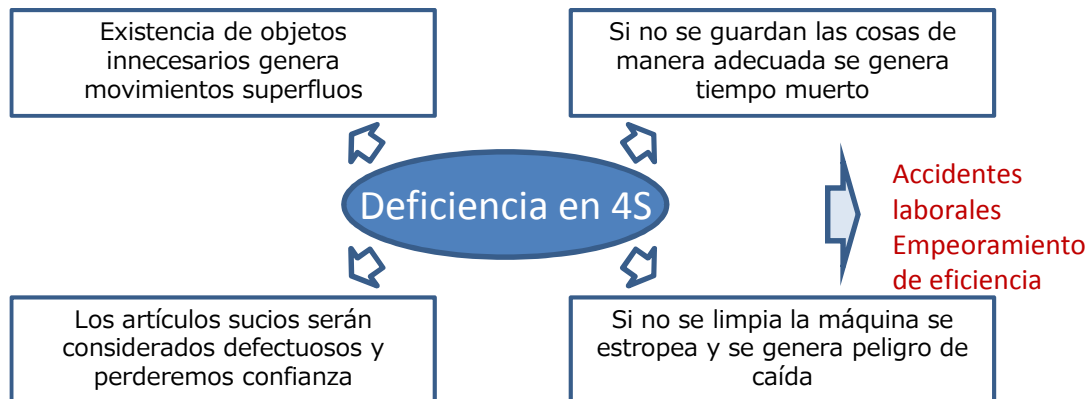 Existencia de objetos
innecesarios genera
movimientos superfluos
Si no se guardan las cosas de
manera adecuada se genera
tiempo muerto
Deficiencia en 4S
Accidentes
laborales
Empeoramiento
de eficiencia
Los artículos sucios serán
considerados defectuosos y
perderemos confianza
Si no se limpia la máquina se
estropea y se genera peligro de
caída